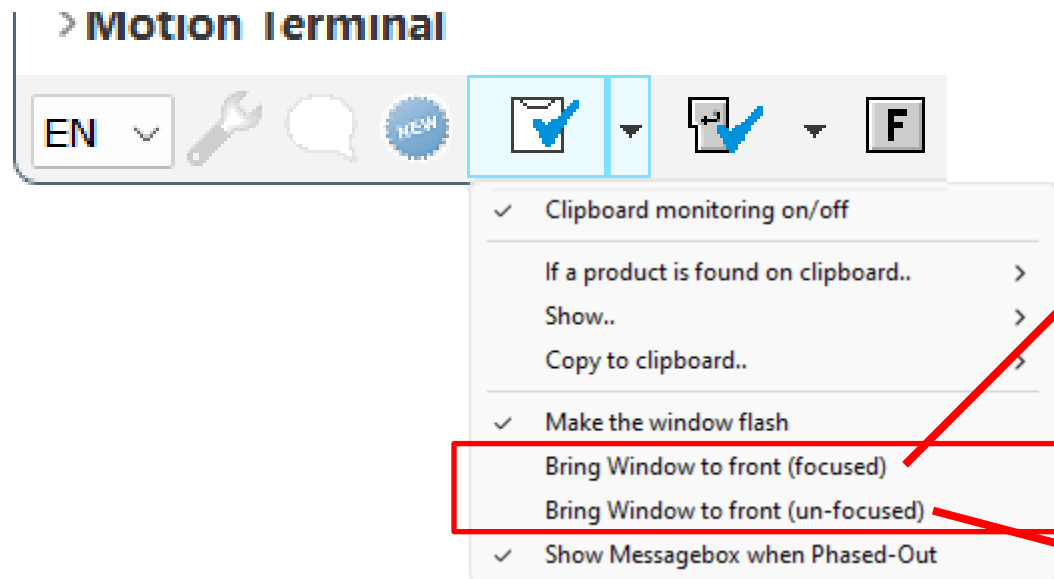 Motion Terminal
EN
NEW
F
Clipboard monitoring on/off
If a product is found on clipboard..
Show..
Copy to clipboard..
Make the window flash
Bring Window to front (focused)
Bring Window to front (un-focused)
Show Messagebox when Phased-Out